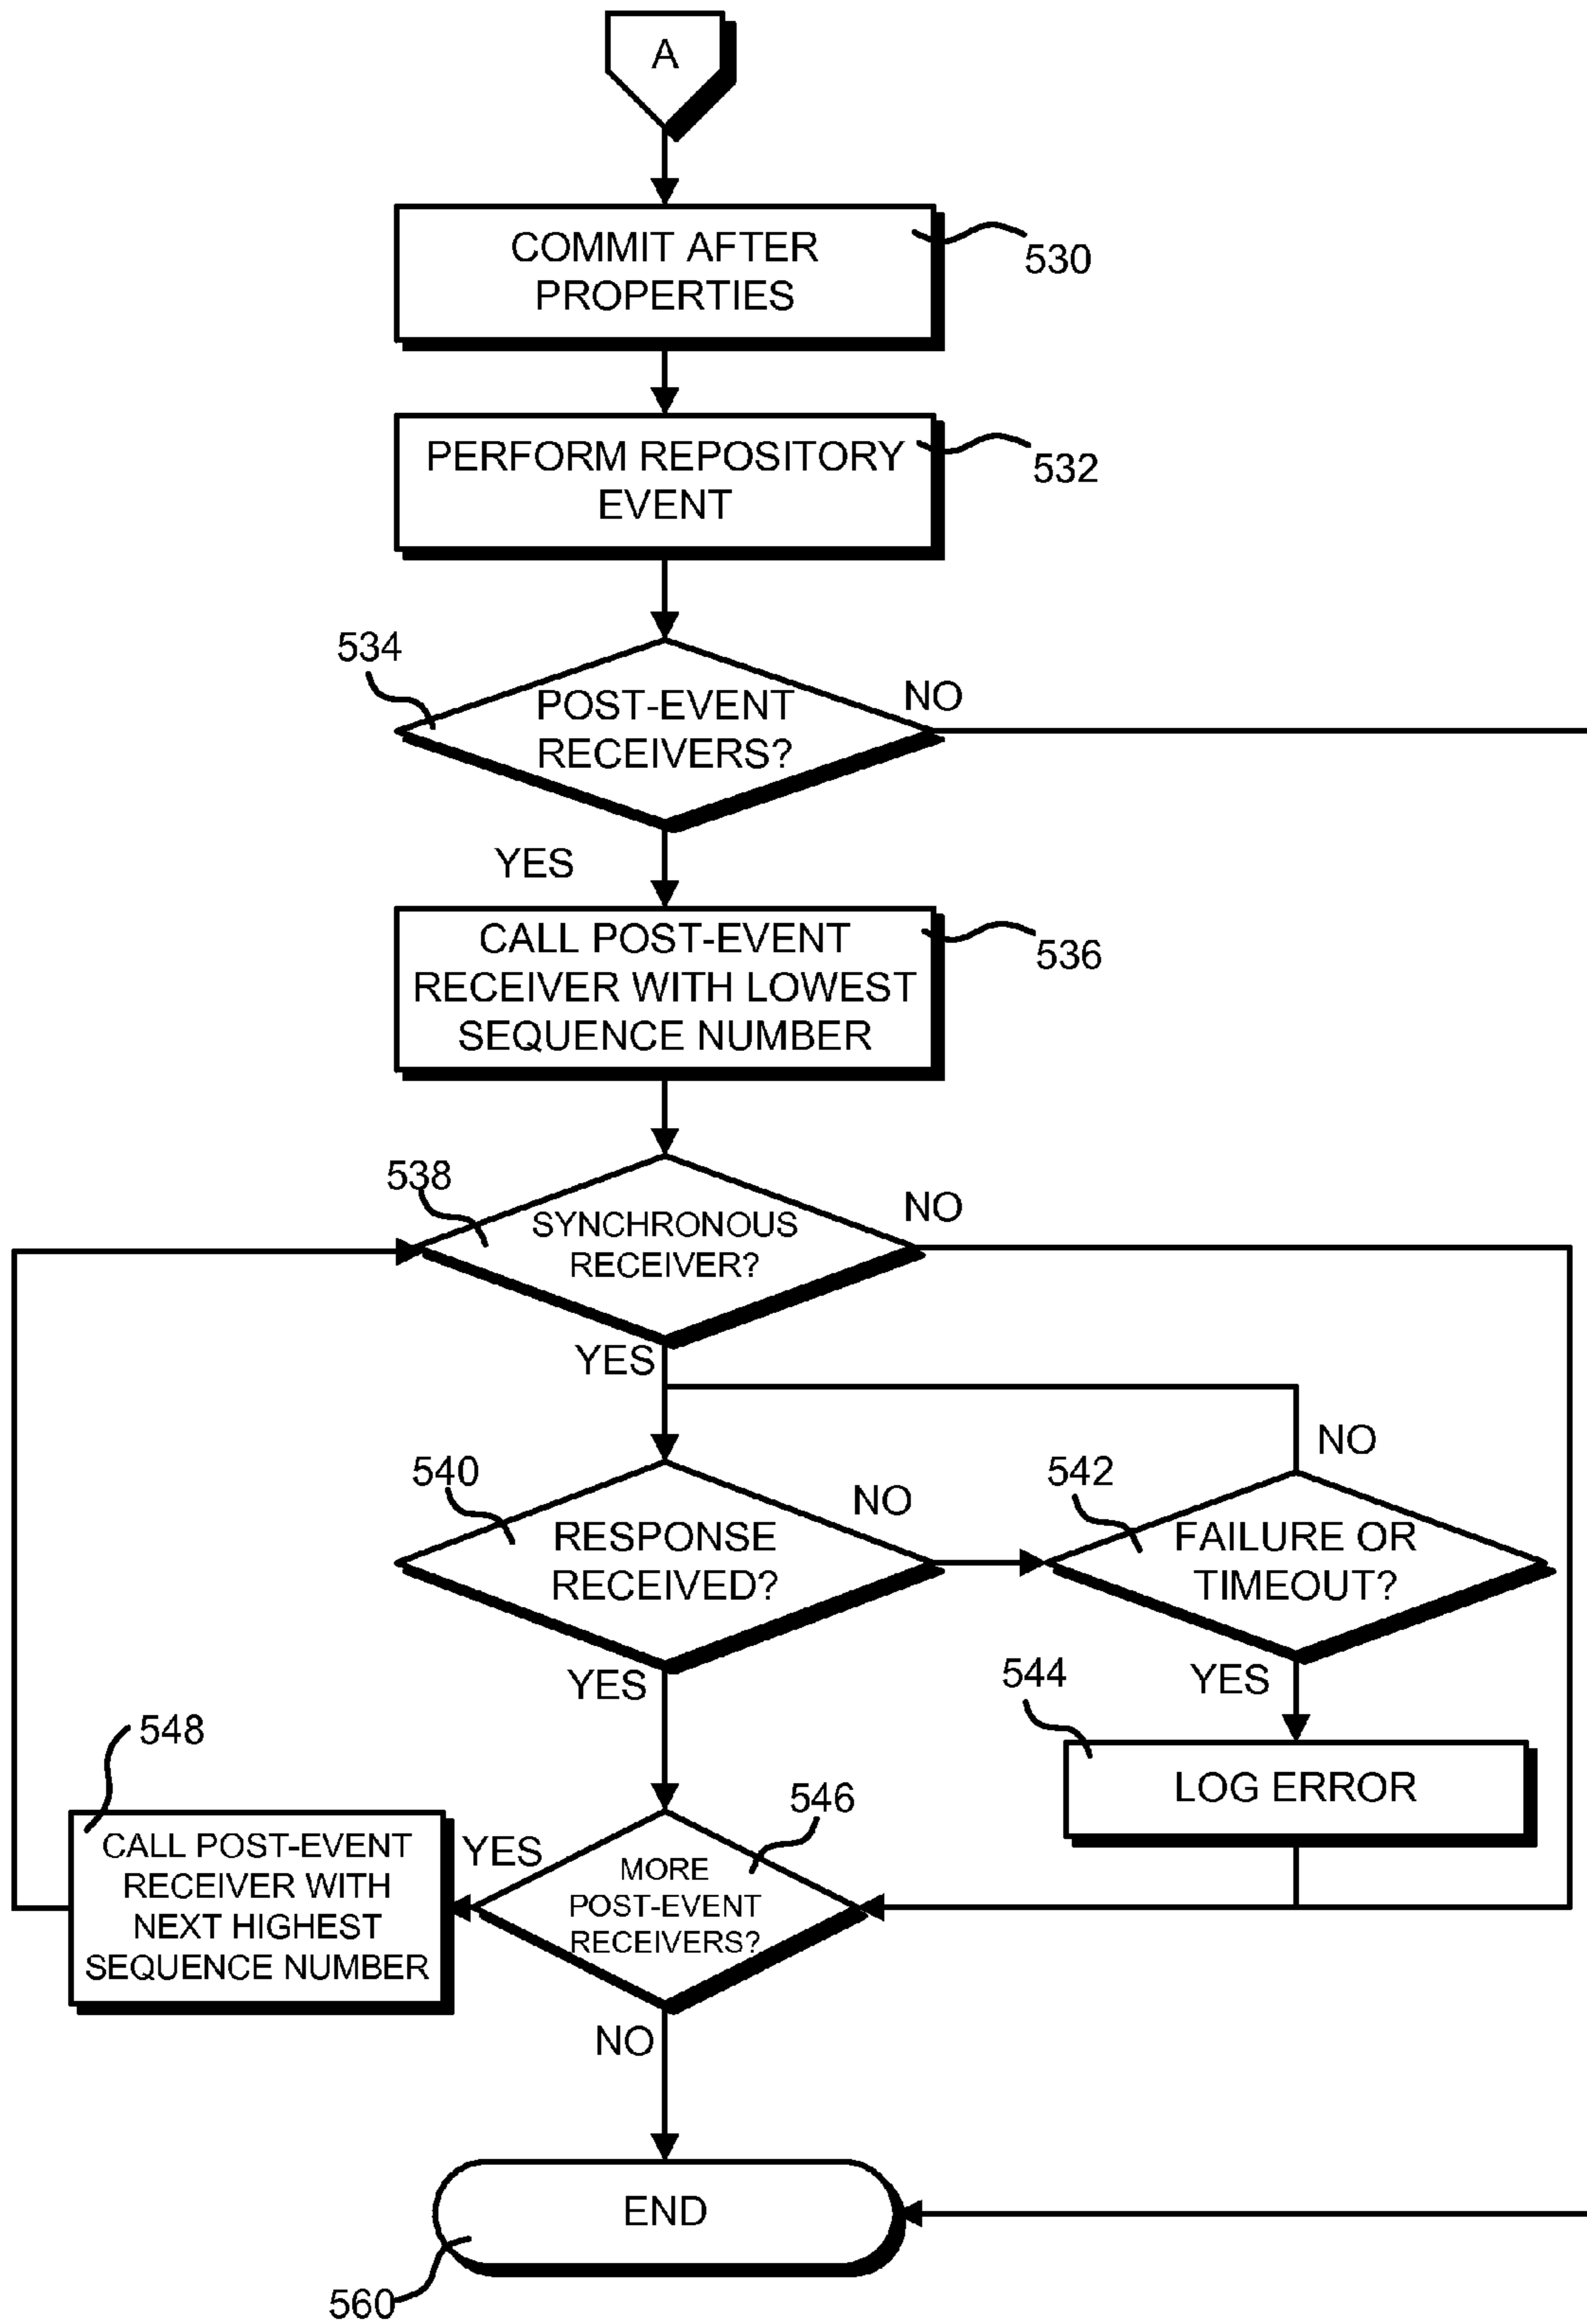 A
COMMIT AFTER
PROPERTIES
530
PERFORM REPOSITORY
EVENT
532
534
POST-EVENT
RECEIVERS?
NO
YES
CALL POST-EVENT
RECEIVER WITH LOWEST
SEQUENCE NUMBER
536
538
SYNCHRONOUS
RECEIVER?
NO
YES
540
RESPONSE
RECEIVED?
NO
542
FAILURE OR
TIMEOUT?
NO
YES
YES
544
LOG ERROR
546
MORE
POST-EVENT
RECEIVERS?
YES
548
CALL POST-EVENT
RECEIVER WITH
NEXT HIGHEST
SEQUENCE NUMBER
NO
END
560